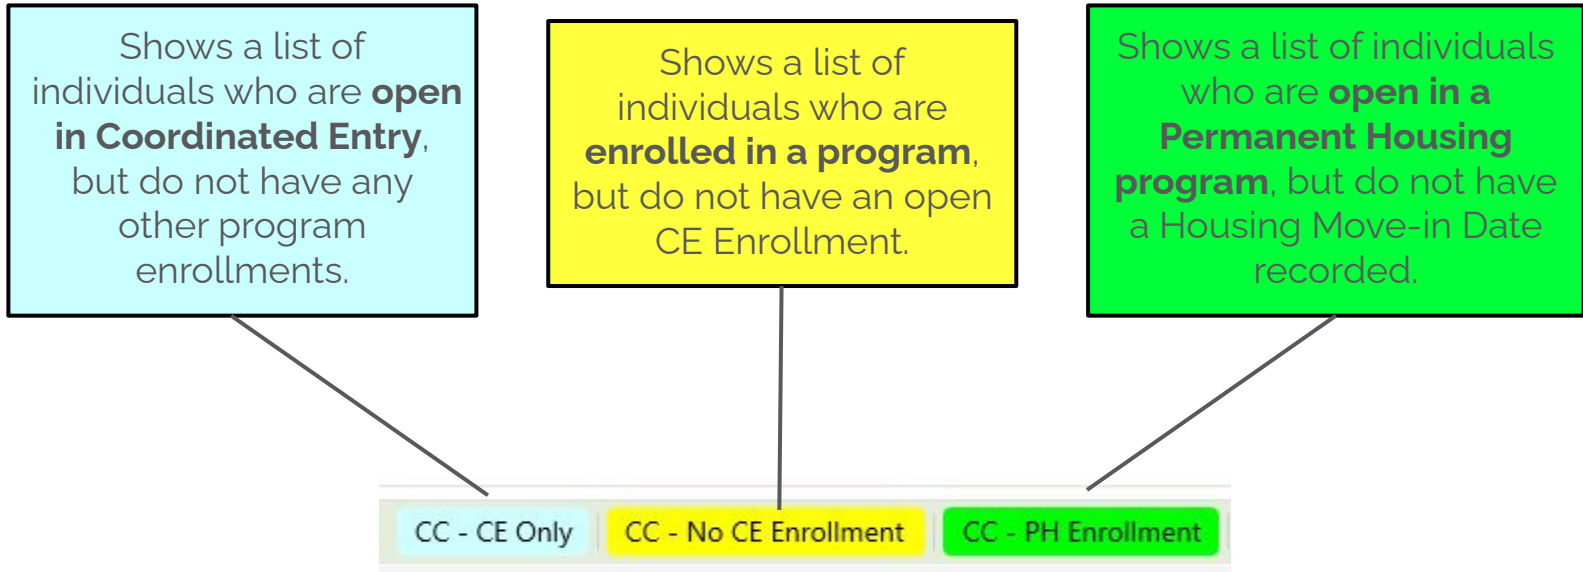 Shows a list of
individuals who are open
in Coordinated Entry,
but do not have any
other program
enrollments.
Shows a list of
individuals who are
enrolled in a program,
but do not have an open
CE Enrollment.
Shows a list of individuals
who are open in a
Permanent Housing
program, but do not have
a Housing Move-in Date
recorded.
CC - CE Only
CC - No CE Enrollment
CC - PH Enrollment